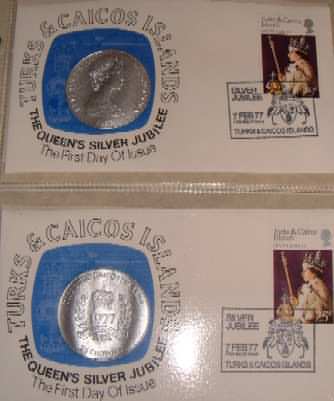 TURKS & CAICOS ISLANDS
THE QUEEN'S SILVER JUBILEE
The First Day Of Issue
Turks & Caicos
Islands
SILVER
JUBILEE
7 FEB 77
TURKS & CAICOS ISLANDS
TURKS & CAICOS ISLANDS
THE QUEEN'S SILVER JUBILEE
The First Day Of Issue
1977
Turks & Caicos
Islands
SILVER
JUBILEE
7 FEB 77
TURKS & CAICOS ISLANDS